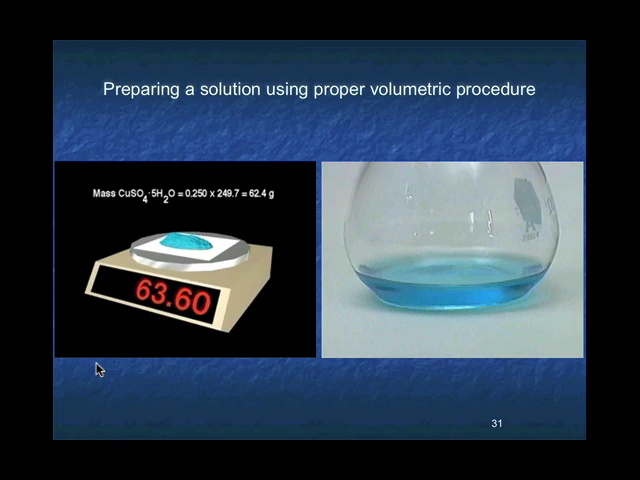 Preparing a solution using proper volumetric procedure
Mass CuSO4·5H2O = 0.250 x 249.7 = 62.4 g
63.60
31